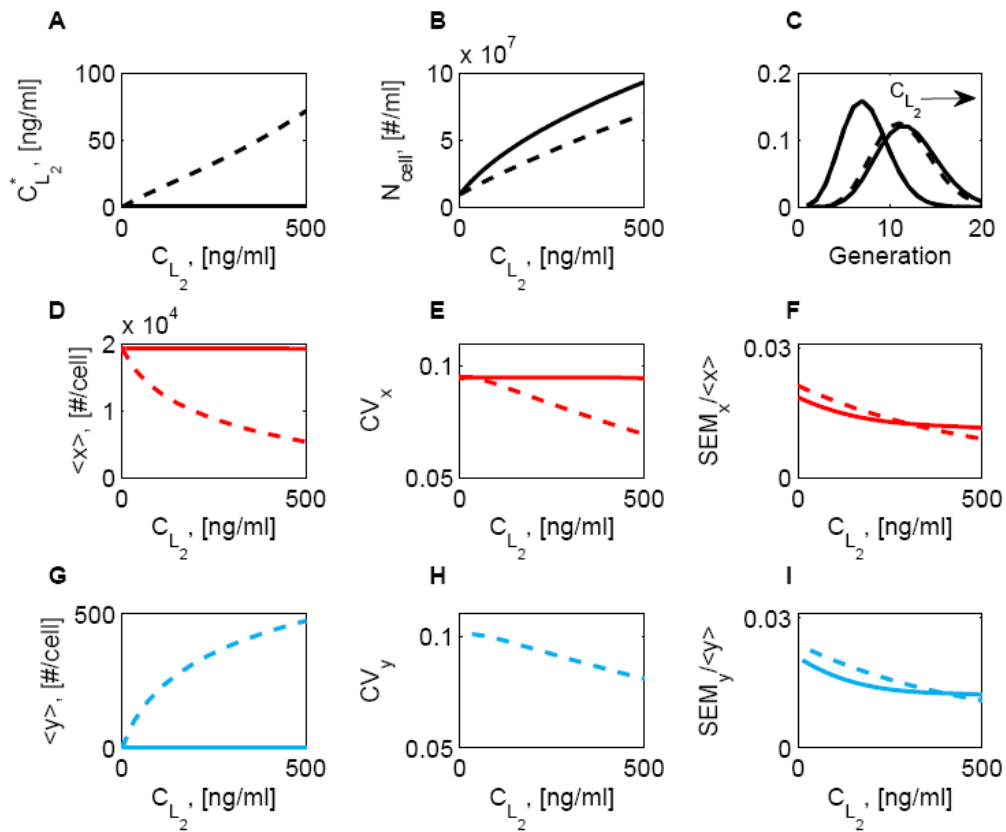 A
100
50
0
0
500
C*L2, [ng/ml]
CL2, [ng/ml]
B
x 10^7
10
5
0
0
500
Ncell, [#/ml]
CL2, [ng/ml]
C
0.2
0.1
0
0
10
20
CL2
Generation
D
x 10^4
2
1
0
0
500
<x>, [#/cell]
CL2, [ng/ml]
E
0.1
0.05
0
500
CVx
CL2, [ng/ml]
F
0.03
0
0
500
SEMx/<x>
CL2, [ng/ml]
G
500
0
0
500
<y>, [#/cell]
CL2, [ng/ml]
H
0.1
0.05
0
500
CVy
CL2, [ng/ml]
I
0.03
0
0
500
SEMy/<y>
CL2, [ng/ml]